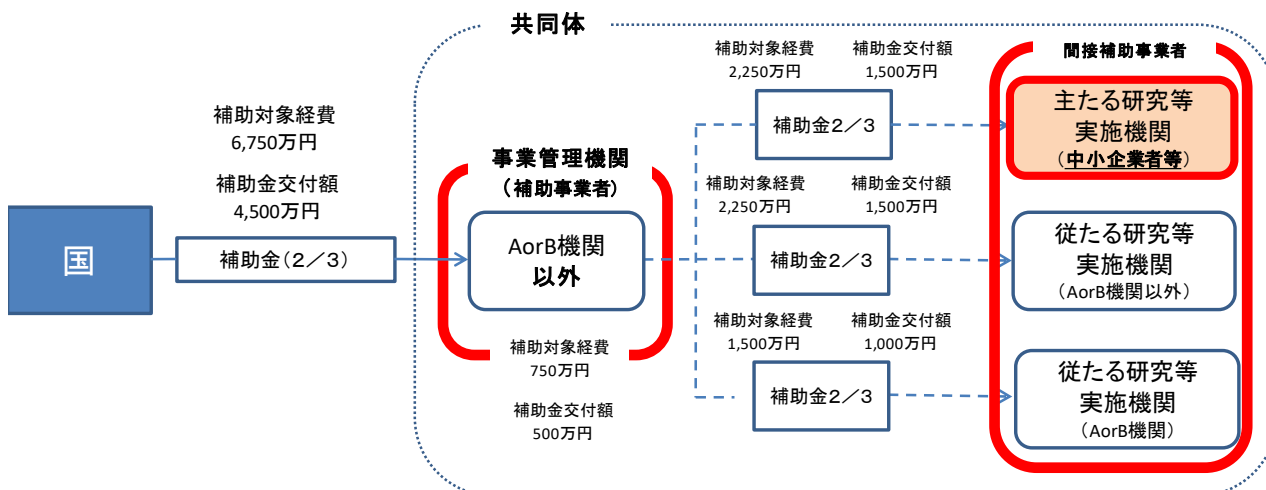 共同体
補助対象経費
6,750万円
補助金交付額
4,500万円
国
補助金(2/3)
事業管理機関
(補助事業者)
AorB機関
以外
補助対象経費
750万円
補助金交付額
500万円
補助対象経費
2,250万円
補助金交付額
1,500万円
補助金2/3
補助対象経費
2,250万円
補助金交付額
1,500万円
補助金2/3
補助対象経費
1,500万円
補助金交付額
1,000万円
補助金2/3
間接補助事業者
主たる研究等
実施機関
(中小企業者等)
従たる研究等
実施機関
(AorB機関以外)
従たる研究等
実施機関
(AorB機関)